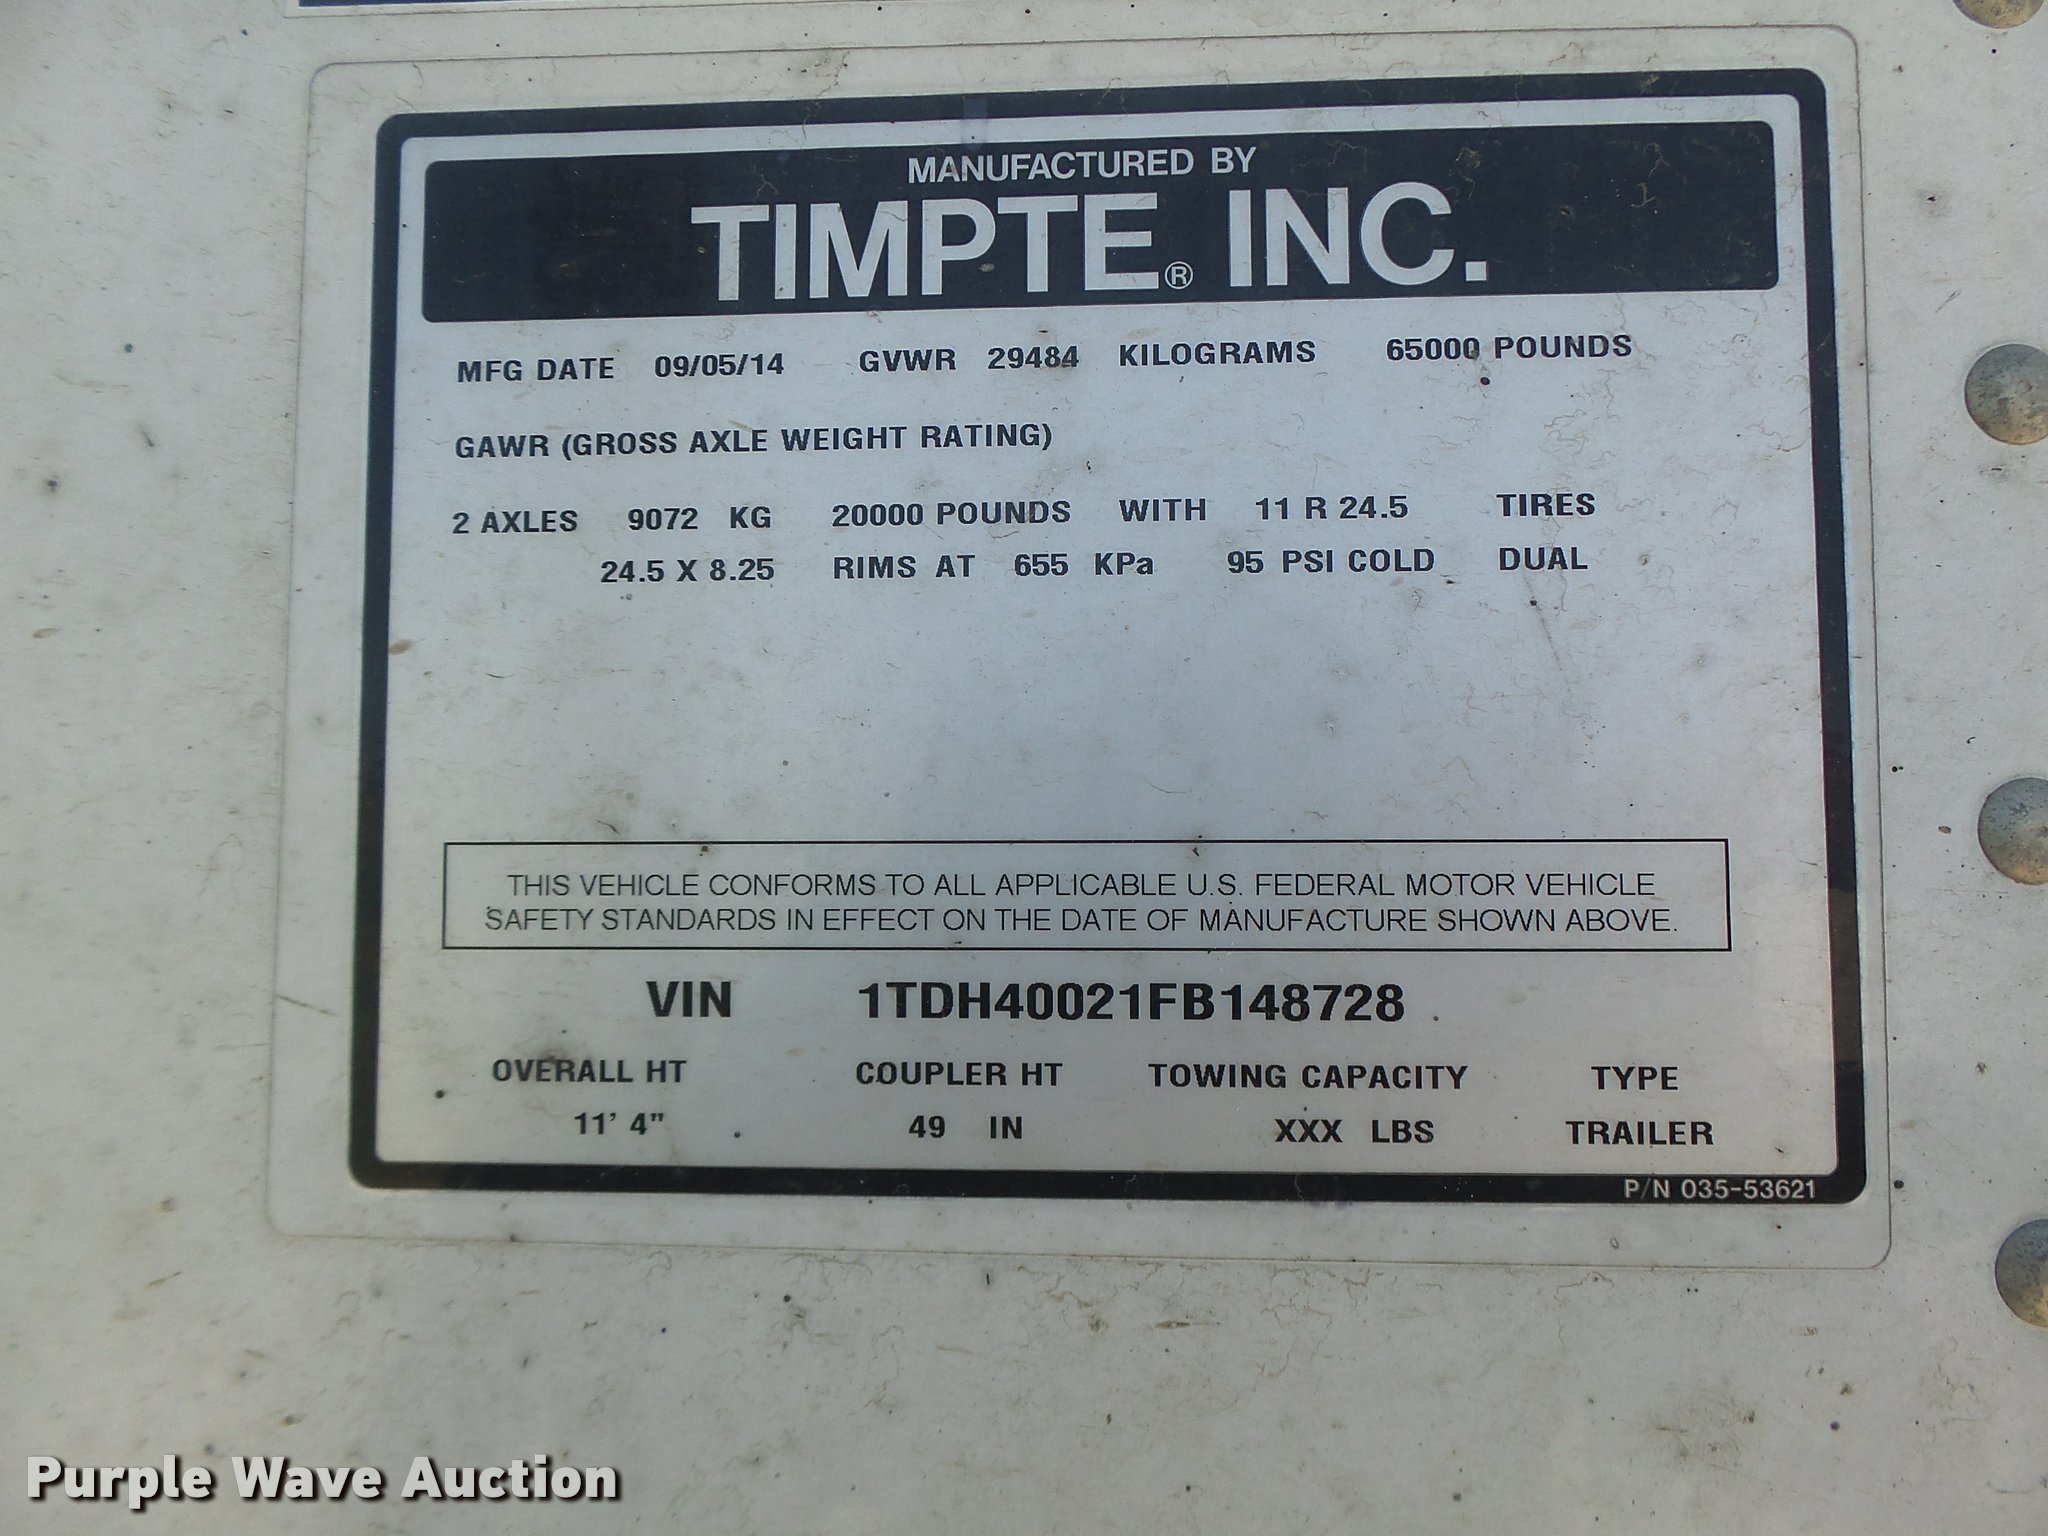 MANUFACTURED BY
TIMPTE® INC.
MFG DATE 09/05/14 GVWR 29484 KILOGRAMS 65000 POUNDS
GAWR (GROSS AXLE WEIGHT RATING)
2 AXLES 9072 KG 20000 POUNDS WITH 11 R 24.5 TIRES
24.5 X 8.25 RIMS AT 655 KPa 95 PSI COLD DUAL
THIS VEHICLE CONFORMS TO ALL APPLICABLE U.S. FEDERAL MOTOR VEHICLE
SAFETY STANDARDS IN EFFECT ON THE DATE OF MANUFACTURE SHOWN ABOVE.
VIN 1TDH40021FB148728
OVERALL HT COUPLER HT TOWING CAPACITY TYPE
11' 4" 49 IN XXX LBS TRAILER
P/N 035-53621
Purple Wave Auction